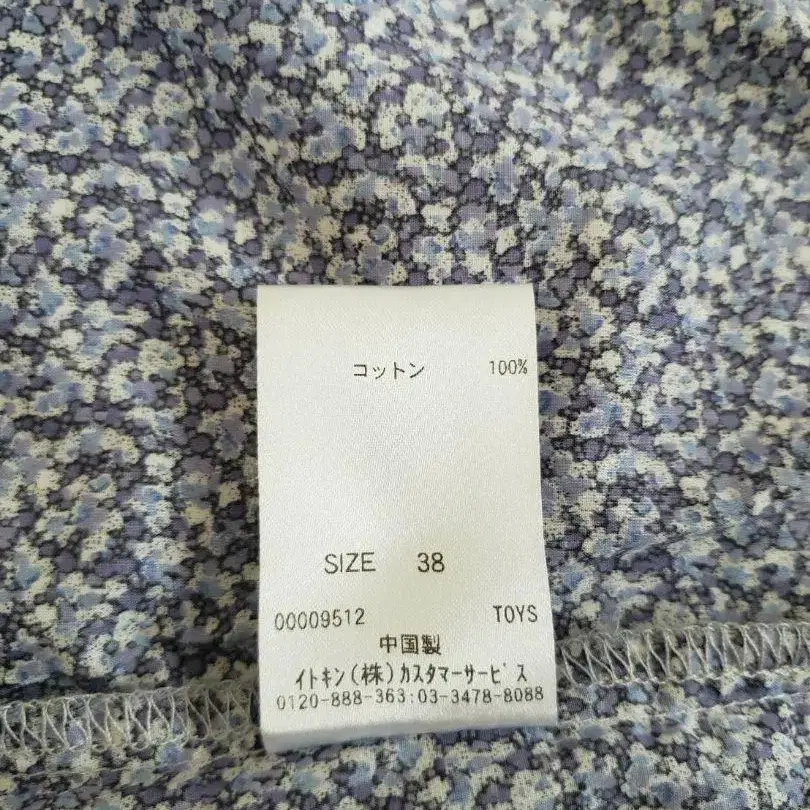 コットン 100%
SIZE 38
00009512 TOYS
中国製
イトキン(株)カスタマーサービス
0120-888-363:03-3478-8088